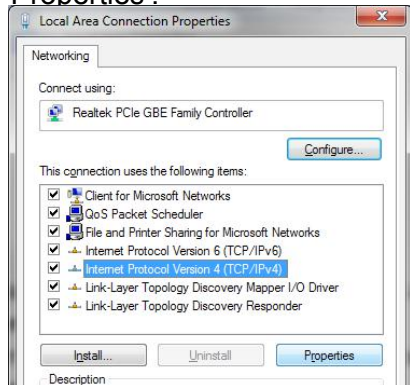 Properties".
Local Area Connection Properties
Networking
Connect using:
Realtek PCIe GBE Family Controller
Configure...
This connection uses the following items:
Client for Microsoft Networks
QoS Packet Scheduler
File and Printer Sharing for Microsoft Networks
Internet Protocol Version 6 (TCP/IPv6)
Internet Protocol Version 4 (TCP/IPv4)
Link-Layer Topology Discovery Mapper I/O Driver
Link-Layer Topology Discovery Responder
Install...
Uninstall
Properties
Description